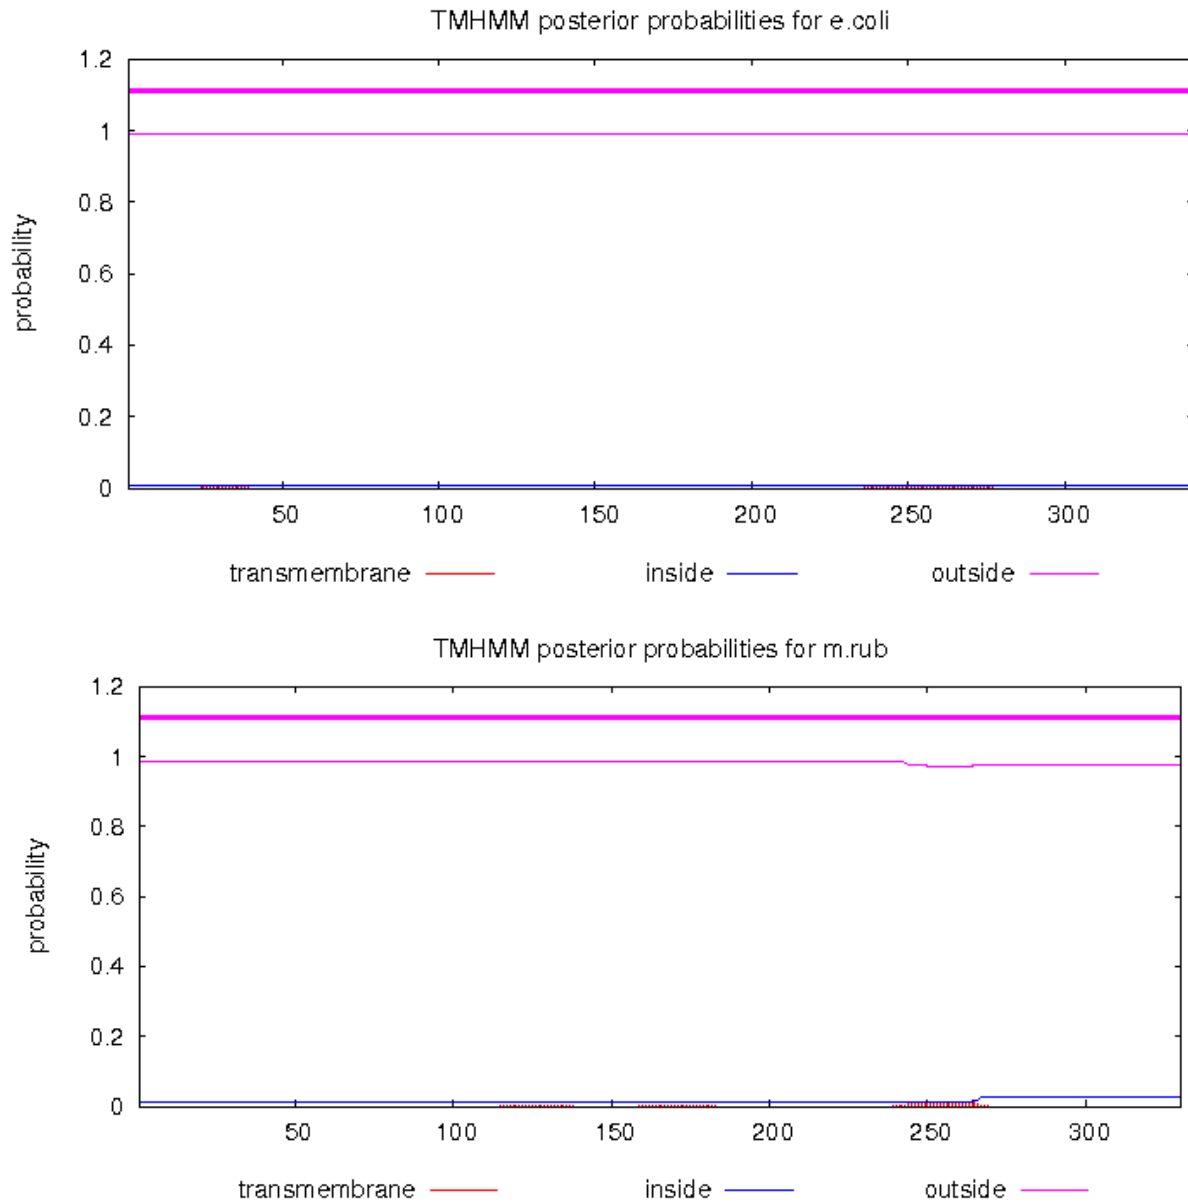 TMHMM posterior probabilities for e.coli
1.2
1
0.8
0.6
0.4
0.2
0
probability
50 100 150 200 250 300
transmembrane inside outside
TMHMM posterior probabilities for m.rub
1.2
1
0.8
0.6
0.4
0.2
0
probability
50 100 150 200 250 300
transmembrane inside outside